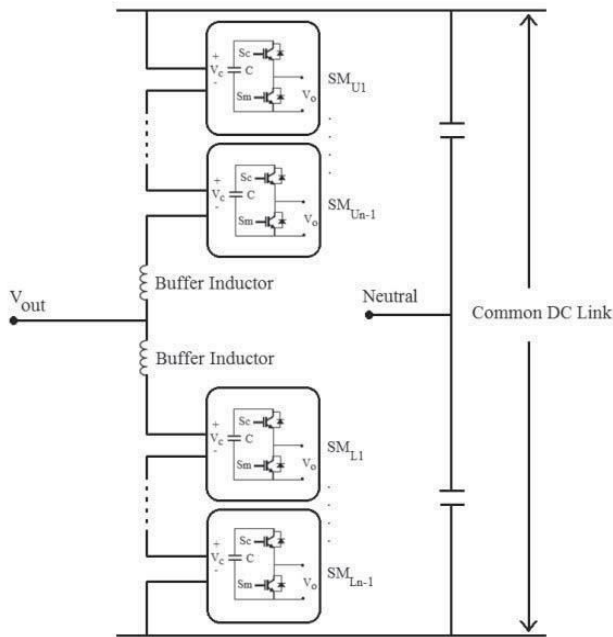 +
Vc
-
C
Sc
Sm
Vo
SMU1
+
Vc
-
C
Sc
Sm
Vo
SMUn-1
Buffer Inductor
Vout
Neutral
Common DC Link
Buffer Inductor
+
Vc
-
C
Sc
Sm
Vo
SML1
+
Vc
-
C
Sc
Sm
Vo
SMLn-1